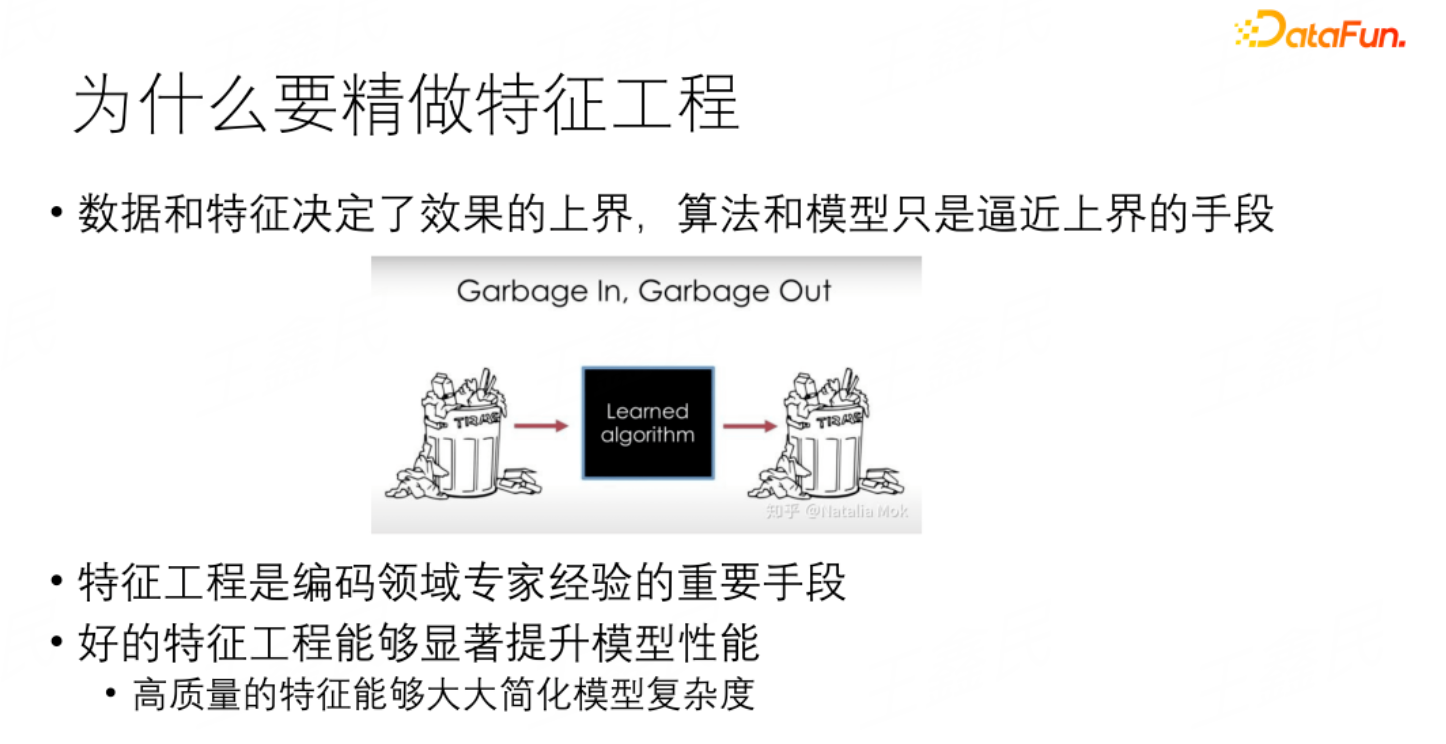 DataFun.
为什么要精做特征工程
• 数据和特征决定了效果的上界，算法和模型只是逼近上界的手段
Garbage In, Garbage Out
TRASH
Learned
algorithm
TRASH
知乎 @Natalia Mok
• 特征工程是编码领域专家经验的重要手段
• 好的特征工程能够显著提升模型性能
• 高质量的特征能够大大简化模型复杂度